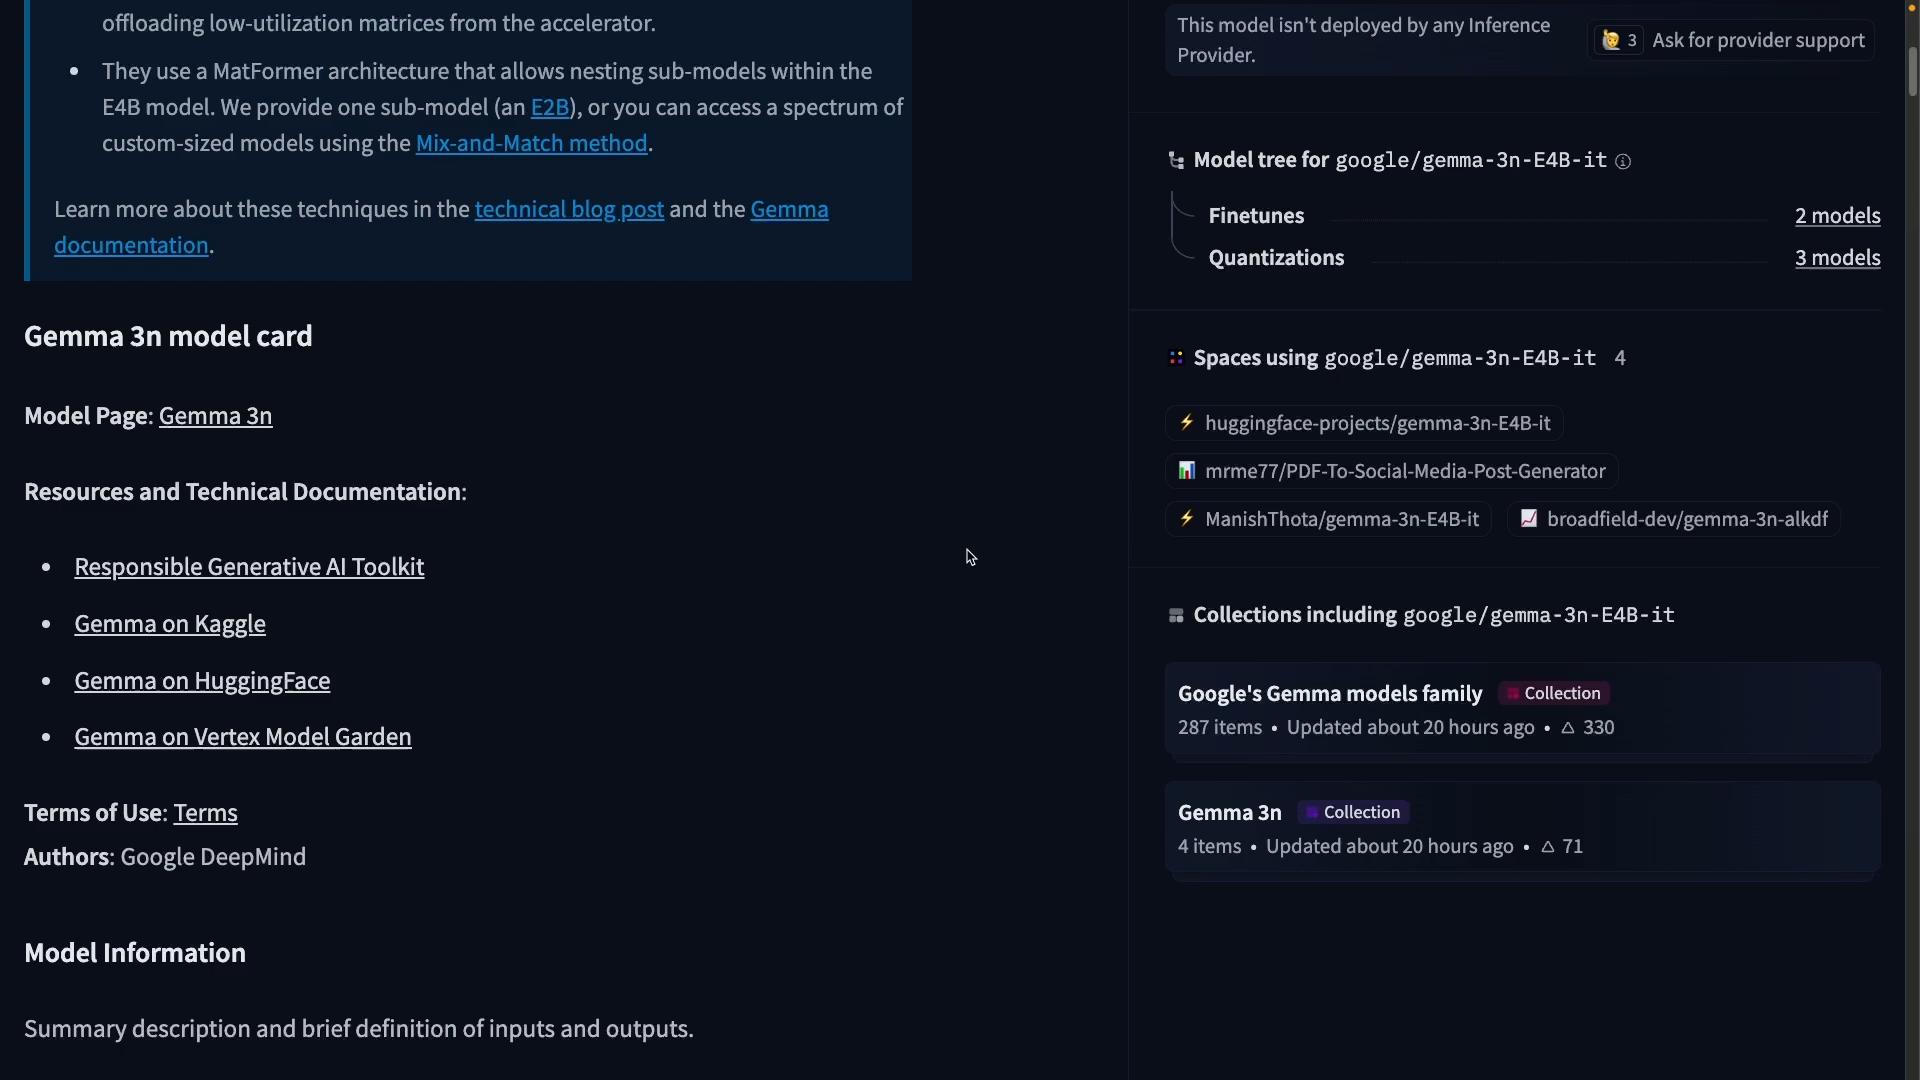 offloading low-utilization matrices from the accelerator.
• They use a MatFormer architecture that allows nesting sub-models within the
E4B model. We provide one sub-model (an E2B), or you can access a spectrum of
custom-sized models using the Mix-and-Match method.
Learn more about these techniques in the technical blog post and the Gemma
documentation.
Gemma 3n model card
Model Page: Gemma 3n
Resources and Technical Documentation:
• Responsible Generative AI Toolkit
• Gemma on Kaggle
• Gemma on HuggingFace
• Gemma on Vertex Model Garden
Terms of Use: Terms
Authors: Google DeepMind
Model Information
Summary description and brief definition of inputs and outputs.
This model isn't deployed by any Inference
Provider.
3 Ask for provider support
Model tree for google/gemma-3n-E4B-it
Finetunes 2 models
Quantizations 3 models
Spaces using google/gemma-3n-E4B-it 4
huggingface-projects/gemma-3n-E4B-it
mrme77/PDF-To-Social-Media-Post-Generator
ManishThota/gemma-3n-E4B-it broadfield-dev/gemma-3n-alkdf
Collections including google/gemma-3n-E4B-it
Google's Gemma models family Collection
287 items • Updated about 20 hours ago • 330
Gemma 3n Collection
4 items • Updated about 20 hours ago • 71